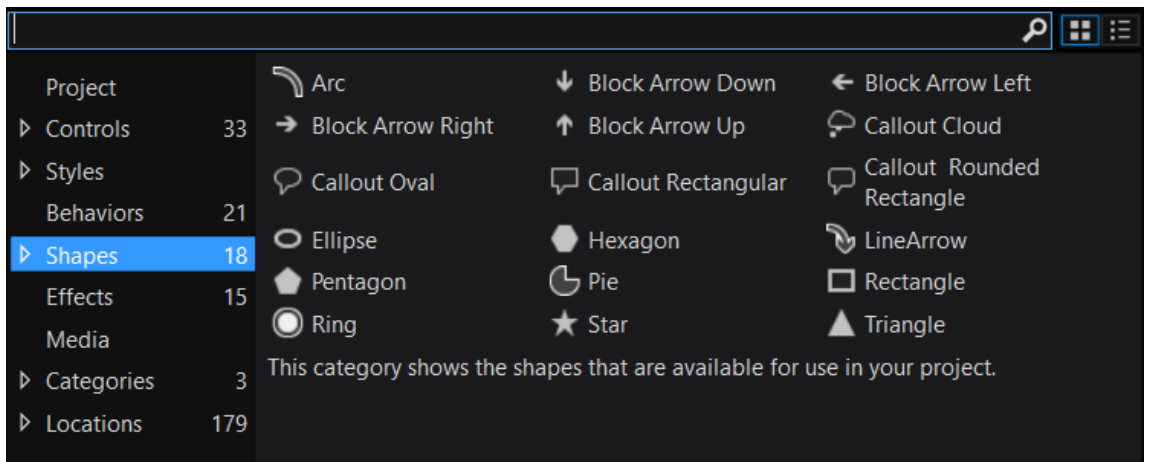 Project
Controls 33
Styles
Behaviors 21
Shapes 18
Effects 15
Media
Categories 3
Locations 179
Arc Block Arrow Down Block Arrow Left
Block Arrow Right Block Arrow Up Callout Cloud
Callout Oval Callout Rectangular Callout Rounded
Rectangle
Ellipse Hexagon LineArrow
Pentagon Pie Rectangle
Ring Star Triangle
This category shows the shapes that are available for use in your project.